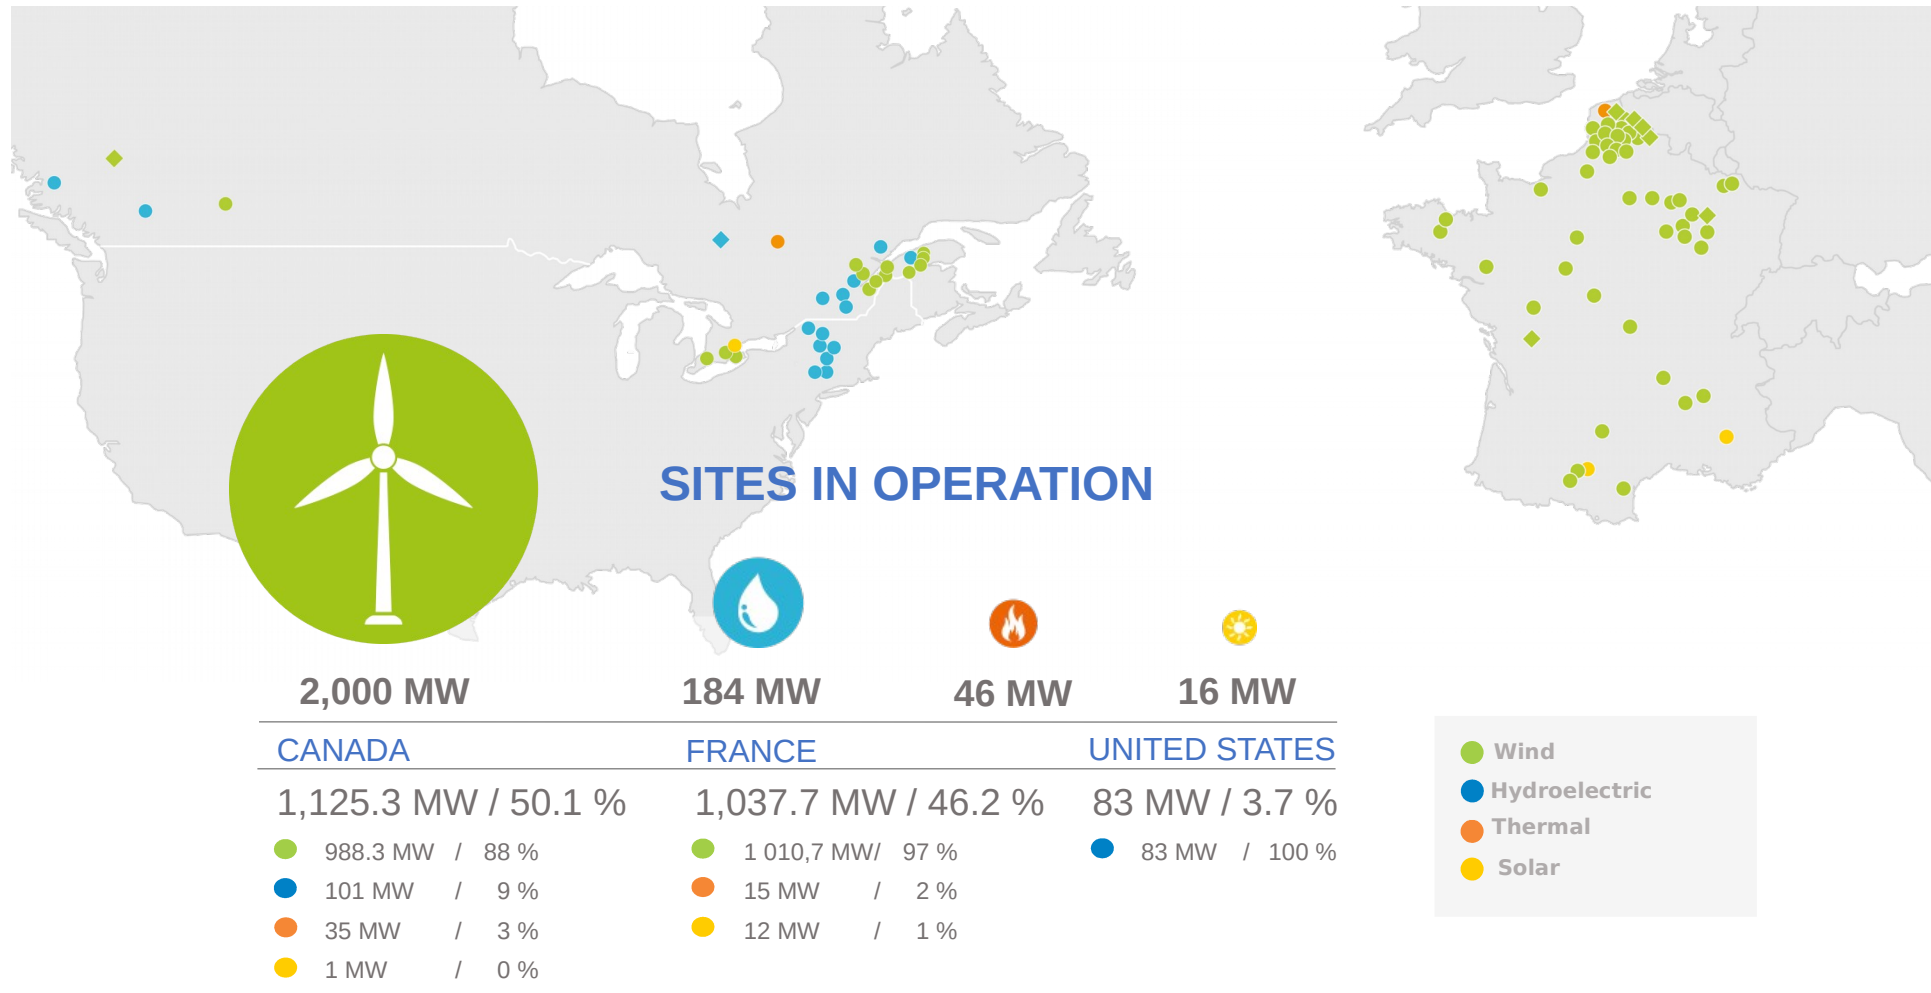 SITES IN OPERATION
2,000 MW 184 MW 46 MW 16 MW
CANADA FRANCE UNITED STATES
1,125.3 MW / 50.1 % 1,037.7 MW / 46.2 % 83 MW / 3.7 %
988.3 MW / 88 % 1 010,7 MW/ 97 % 83 MW / 100 %
101 MW / 9 % 15 MW / 2 %
35 MW / 3 % 12 MW / 1 %
1 MW / 0 %
Wind
Hydroelectric
Thermal
Solar